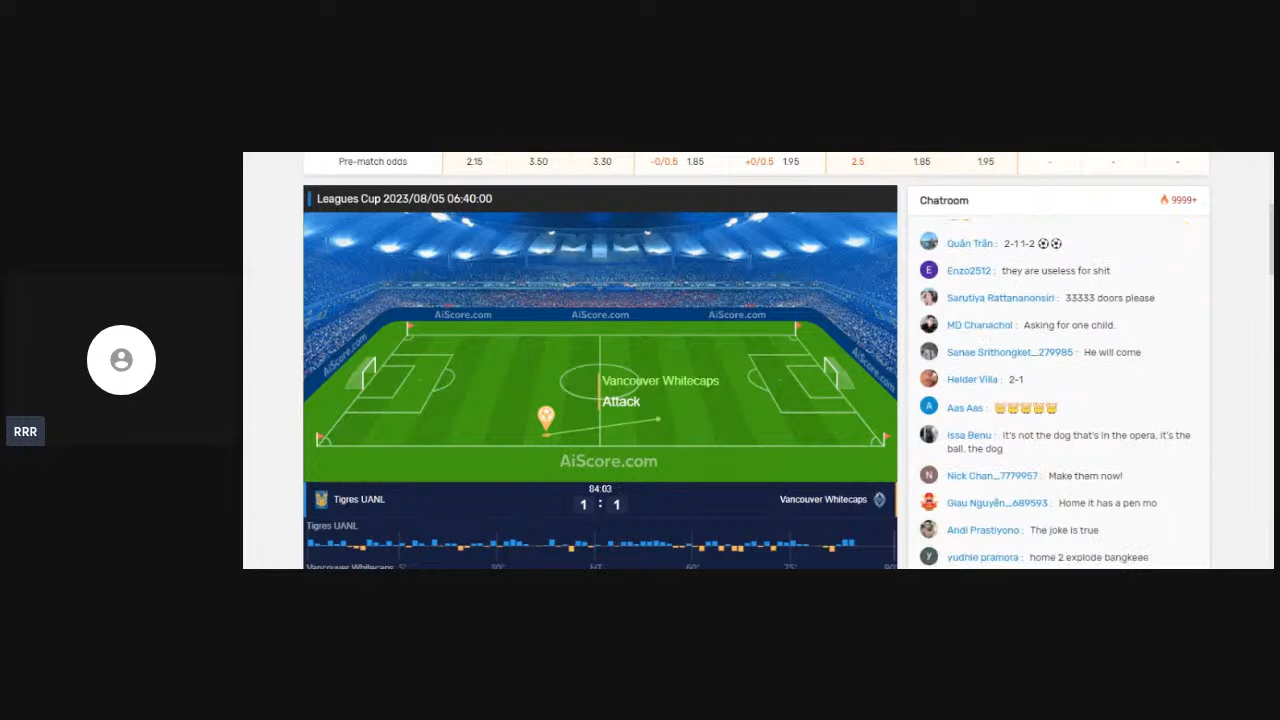 Pre-match odds 2.15 3.50 3.30 -0/0.5 1.85 +0/0.5 1.95 2.5 1.85 1.95 - - -
Leagues Cup 2023/08/05 06:40:00
AiScore.com AiScore.com AiScore.com
AiScore.com AiScore.com
Vancouver Whitecaps
Attack
AiScore.com
84:03
Tigres UANL 1 : 1 Vancouver Whitecaps
Tigres UANL
Vancouver Whitecaps 30' HT 60' 75' 90'
Chatroom 9999+
Quân Trần : 2-1 1-2 ⚽⚽
E Enzo2512 : they are useless for shit
Sarutiya Rattananonsiri : 33333 doors please
MD Chanachol : Asking for one child.
Sanae Srithongket_279985 : He will come
Helder Villa : 2-1
A Aas Aas :
Issa Benu : It's not the dog that's in the opera, it's the
ball, the dog
N Nick Chan_7779957 : Make them now!
Giau Nguyễn_689593 : Home it has a pen mo
Andi Prastiyono : The joke is true
y yudhie pramora : home 2 explode bangkeee
RRR